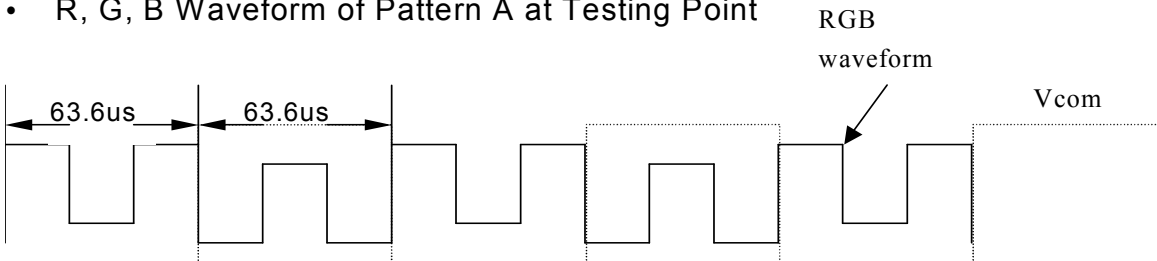 • R, G, B Waveform of Pattern A at Testing Point
RGB
waveform
Vcom
63.6us
63.6us